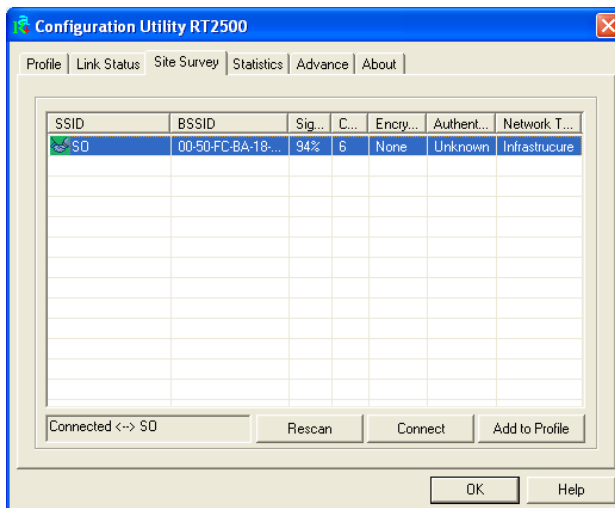 Configuration Utility RT2500
Profile Link Status Site Survey Statistics Advance About
SSID BSSID Sig... C... Encry... Authent... Network T...
SO 00-50-FC-BA-18-... 94% 6 None Unknown Infrastrucure
Connected <--> SO Rescan Connect Add to Profile
OK Help